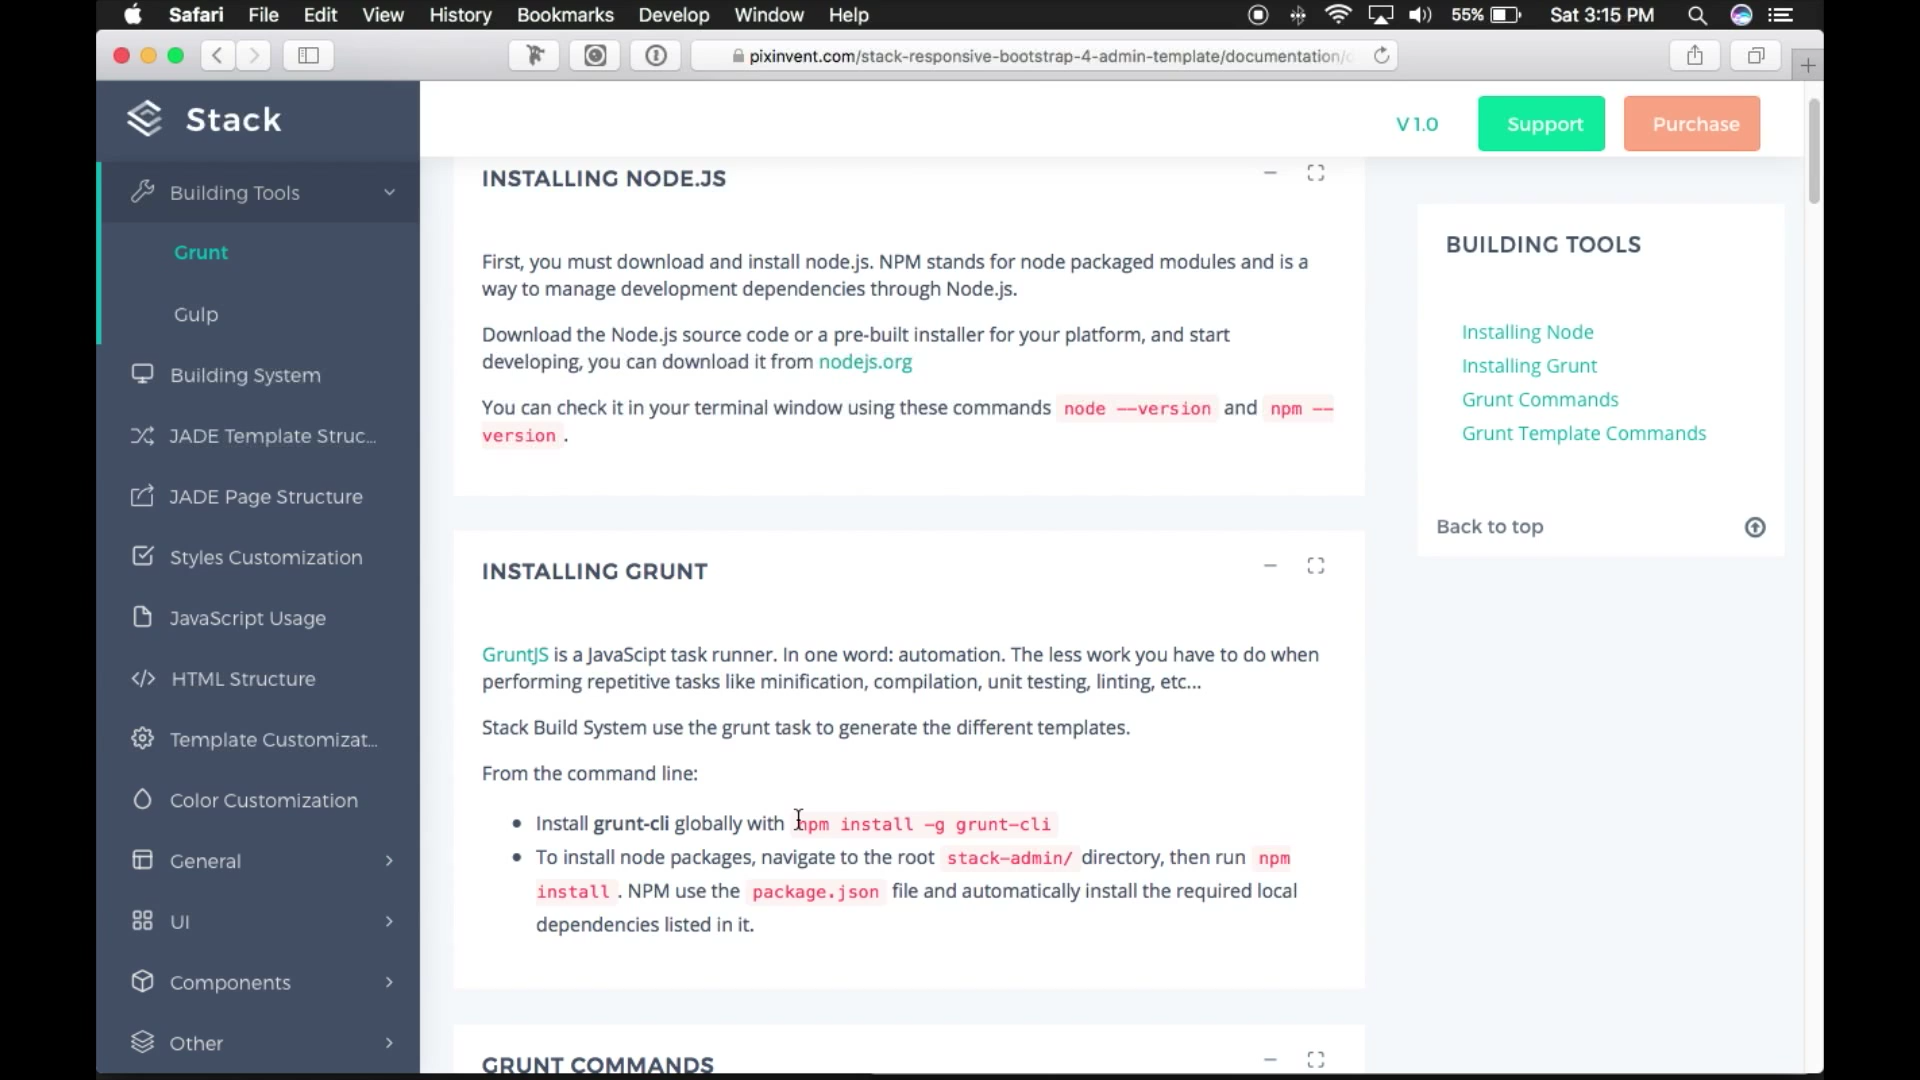 Safari File Edit View History Bookmarks Develop Window Help 55% Sat 3:15 PM
pixinvent.com/stack-responsive-bootstrap-4-admin-template/documentation/
Stack
V 1.0 Support Purchase
Building Tools
Grunt
Gulp
Building System
JADE Template Struc...
JADE Page Structure
Styles Customization
JavaScript Usage
HTML Structure
Template Customizat...
Color Customization
General
UI
Components
Other
INSTALLING NODE.JS
First, you must download and install node.js. NPM stands for node packaged modules and is a
way to manage development dependencies through Node.js.
Download the Node.js source code or a pre-built installer for your platform, and start
developing, you can download it from nodejs.org
You can check it in your terminal window using these commands node --version and npm --
version .
INSTALLING GRUNT
GruntJS is a JavaScipt task runner. In one word: automation. The less work you have to do when
performing repetitive tasks like minification, compilation, unit testing, linting, etc...
Stack Build System use the grunt task to generate the different templates.
From the command line:
Install grunt-cli globally with npm install -g grunt-cli
To install node packages, navigate to the root stack-admin/ directory, then run npm
install . NPM use the package.json file and automatically install the required local
dependencies listed in it.
GRUNT COMMANDS
BUILDING TOOLS
Installing Node
Installing Grunt
Grunt Commands
Grunt Template Commands
Back to top